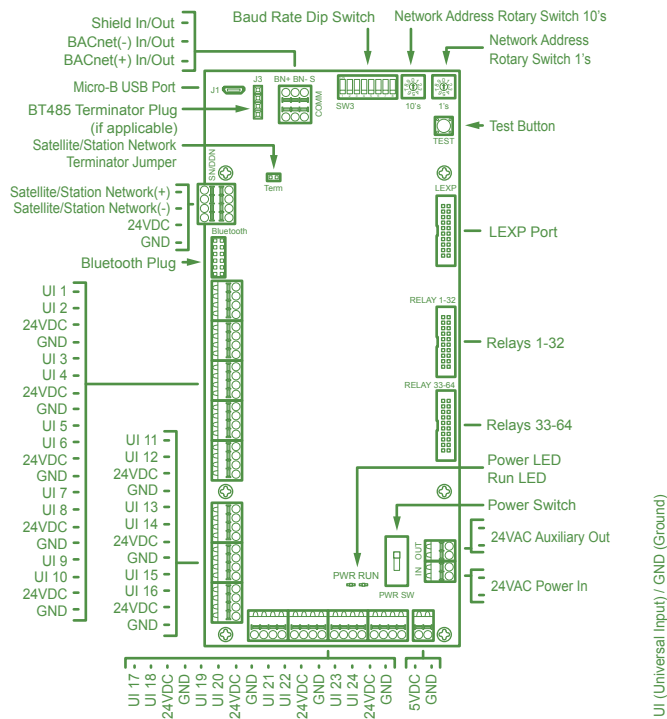 Shield In/Out
BACnet(-) In/Out
BACnet(+) In/Out
Baud Rate Dip Switch
Network Address Rotary Switch 10's
Network Address
Rotary Switch 1's
Micro-B USB Port
BT485 Terminator Plug
(if applicable)
Satellite/Station Network
Terminator Jumper
J1
J3
BN+ BN- S
COMM
SW3
10's
1's
TEST
Test Button
Term
SN/DDN
Satellite/Station Network(+)
Satellite/Station Network(-)
24VDC
GND
Bluetooth
Bluetooth Plug
LEXP
LEXP Port
RELAY 1-32
Relays 1-32
RELAY 33-64
Relays 33-64
UI 1
UI 2
24VDC
GND
UI 3
UI 4
24VDC
GND
UI 5
UI 6
24VDC
GND
UI 7
UI 8
24VDC
GND
UI 9
UI 10
24VDC
GND
UI 11
UI 12
24VDC
GND
UI 13
UI 14
24VDC
GND
UI 15
UI 16
24VDC
GND
Power LED
Run LED
Power Switch
PWR RUN
PWR SW
IN OUT
24VAC Auxiliary Out
24VAC Power In
UI 17
UI 18
24VDC
GND
UI 19
UI 20
24VDC
GND
UI 21
UI 22
24VDC
GND
UI 23
UI 24
24VDC
GND
5VDC
GND
UI (Universal Input) / GND (Ground)